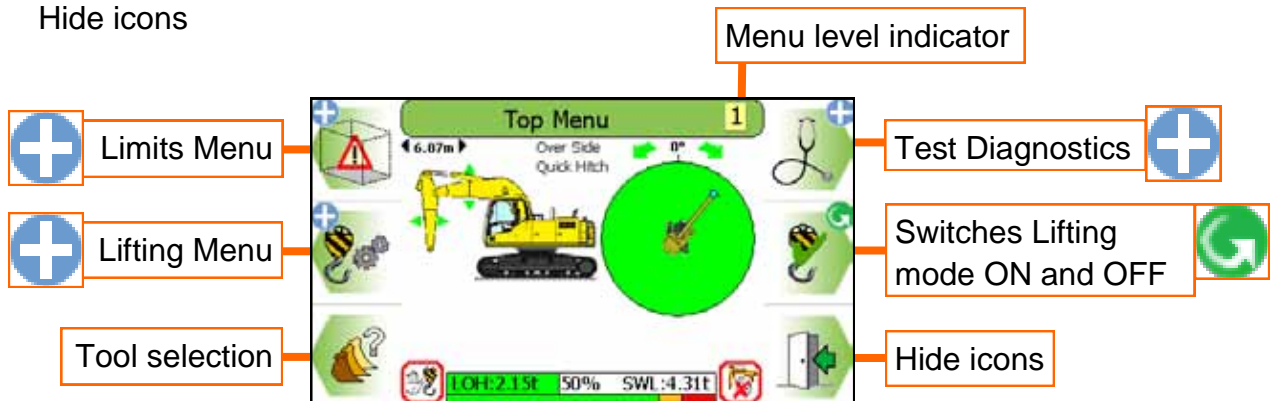 Hide icons
Menu level indicator
Limits Menu
Lifting Menu
Tool selection
Top Menu 1
6.07m
Over Side
Quick Hitch
0°
LOH:2.15t 50% SWL:4.31t
Test Diagnostics
Switches Lifting
mode ON and OFF
Hide icons